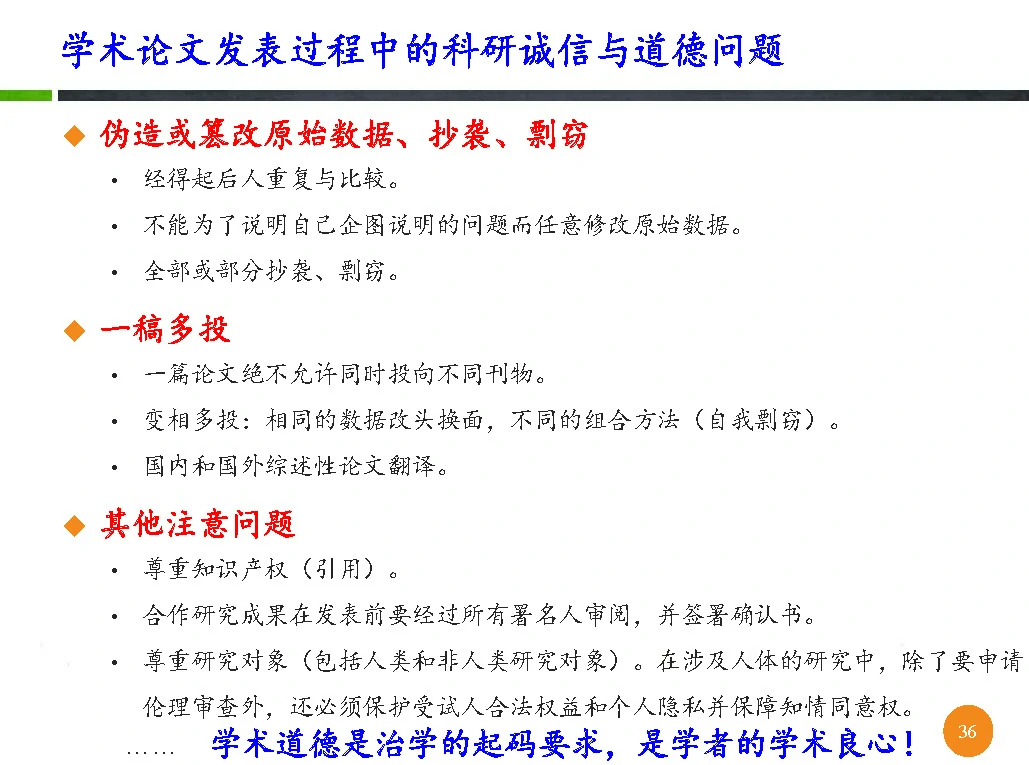 学术论文发表过程中的科研诚信与道德问题
伪造或篡改原始数据、抄袭、剽窃
• 经得起后人重复与比较。
• 不能为了说明自己企图说明的问题而任意修改原始数据。
• 全部或部分抄袭、剽窃。
一稿多投
• 一篇论文绝不允许同时投向不同刊物。
• 变相多投：相同的数据改头换面，不同的组合方法（自我剽窃）。
• 国内和国外综述性论文翻译。
其他注意问题
• 尊重知识产权（引用）。
• 合作研究成果在发表前要经过所有署名人审阅，并签署确认书。
• 尊重研究对象（包括人类和非人类研究对象）。在涉及人体的研究中，除了要申请
伦理审查外，还必须保护受试人合法权益和个人隐私并保障知情同意权。
…… 学术道德是治学的起码要求，是学者的学术良心！
36